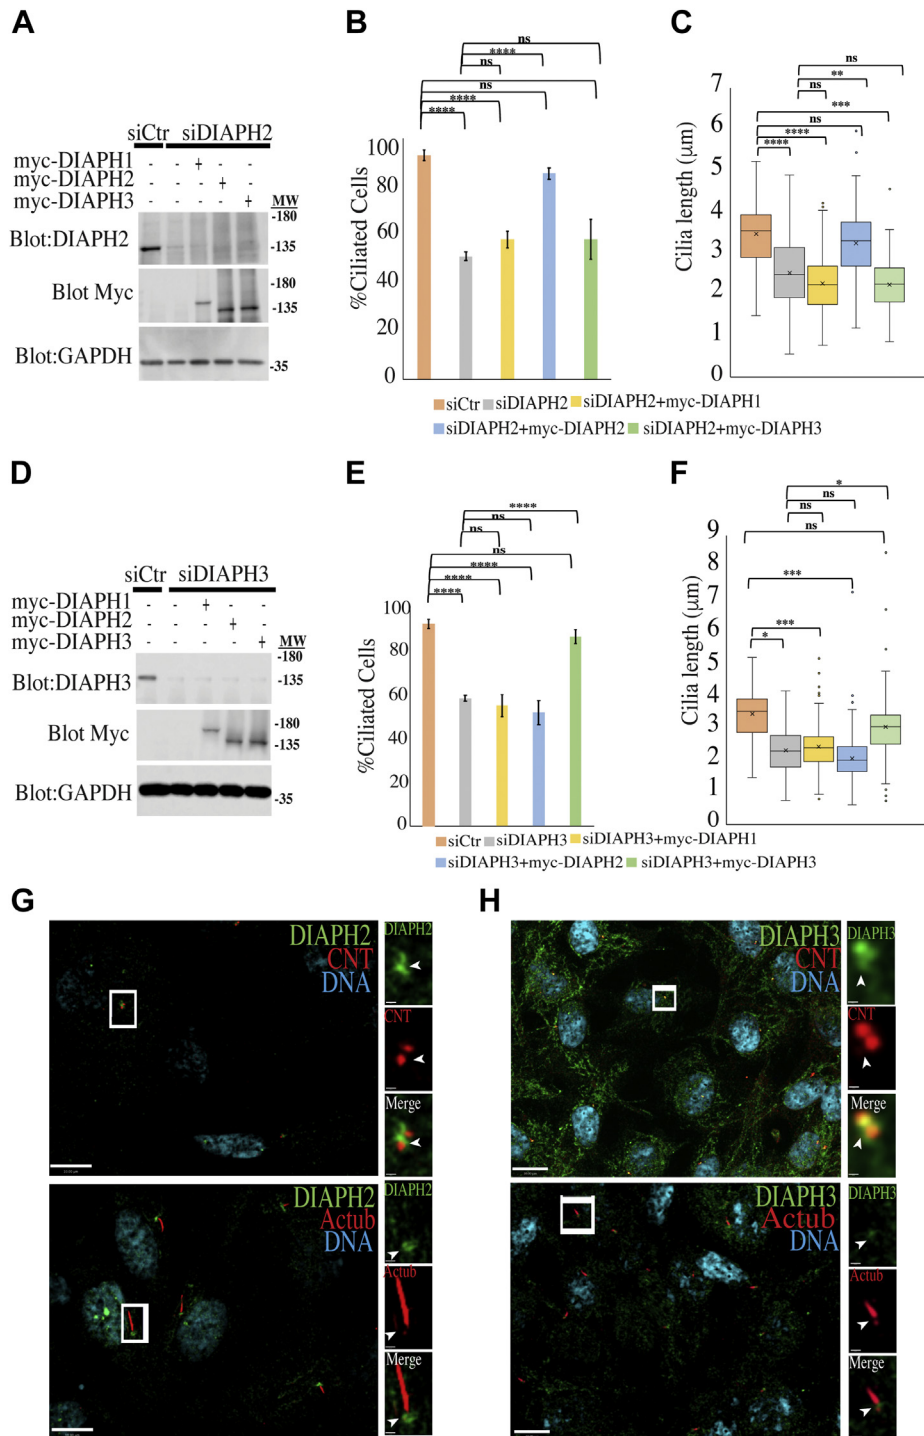 A
siCtr siDIAPH2
myc-DIAPH1 - - + - -
myc-DIAPH2 - - - + -
myc-DIAPH3 - - - - + MW
Blot:DIAPH2 -180
-135
Blot Myc -180
-135
Blot:GAPDH -35
B
ns
****
ns
ns
****
****
100
80
60
40
20
0
%Ciliated Cells
C
ns
**
ns
***
ns
****
****
7
6
5
4
3
2
1
0
Cilia length (μm)
siCtr siDIAPH2 siDIAPH2+myc-DIAPH1
siDIAPH2+myc-DIAPH2 siDIAPH2+myc-DIAPH3
D
siCtr siDIAPH3
myc-DIAPH1 - - + - -
myc-DIAPH2 - - - + -
myc-DIAPH3 - - - - + MW
Blot:DIAPH3 -180
-135
Blot Myc -180
-135
Blot:GAPDH -35
E
****
ns
ns
ns
****
****
****
100
80
60
40
20
0
%Ciliated Cells
F
*
ns
ns
ns
***
***
*
9
8
7
6
5
4
3
2
1
0
Cilia length (μm)
siCtr siDIAPH3 siDIAPH3+myc-DIAPH1
siDIAPH3+myc-DIAPH2 siDIAPH3+myc-DIAPH3
G
DIAPH2
CNT
DNA
DIAPH2
CNT
Merge
DIAPH2
Actub
DNA
DIAPH2
Actub
Merge
H
DIAPH3
CNT
DNA
DIAPH3
CNT
Merge
DIAPH3
Actub
DNA
DIAPH3
Actub
Merge